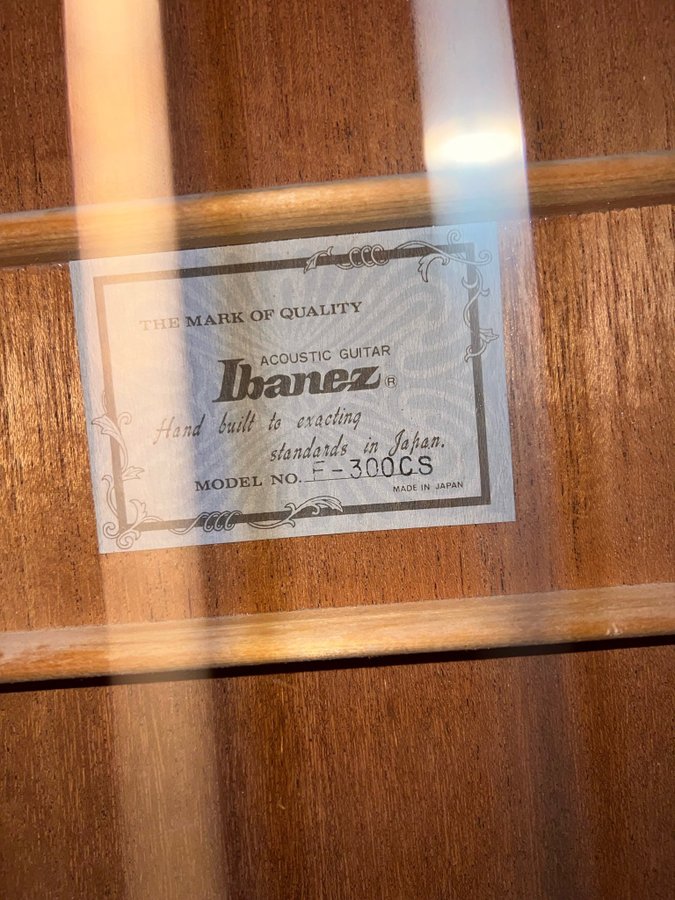 THE MARK OF QUALITY
ACOUSTIC GUITAR
Ibanez ®
Hand built to exacting
standards in Japan.
MODEL NO. F-300CS
MADE IN JAPAN